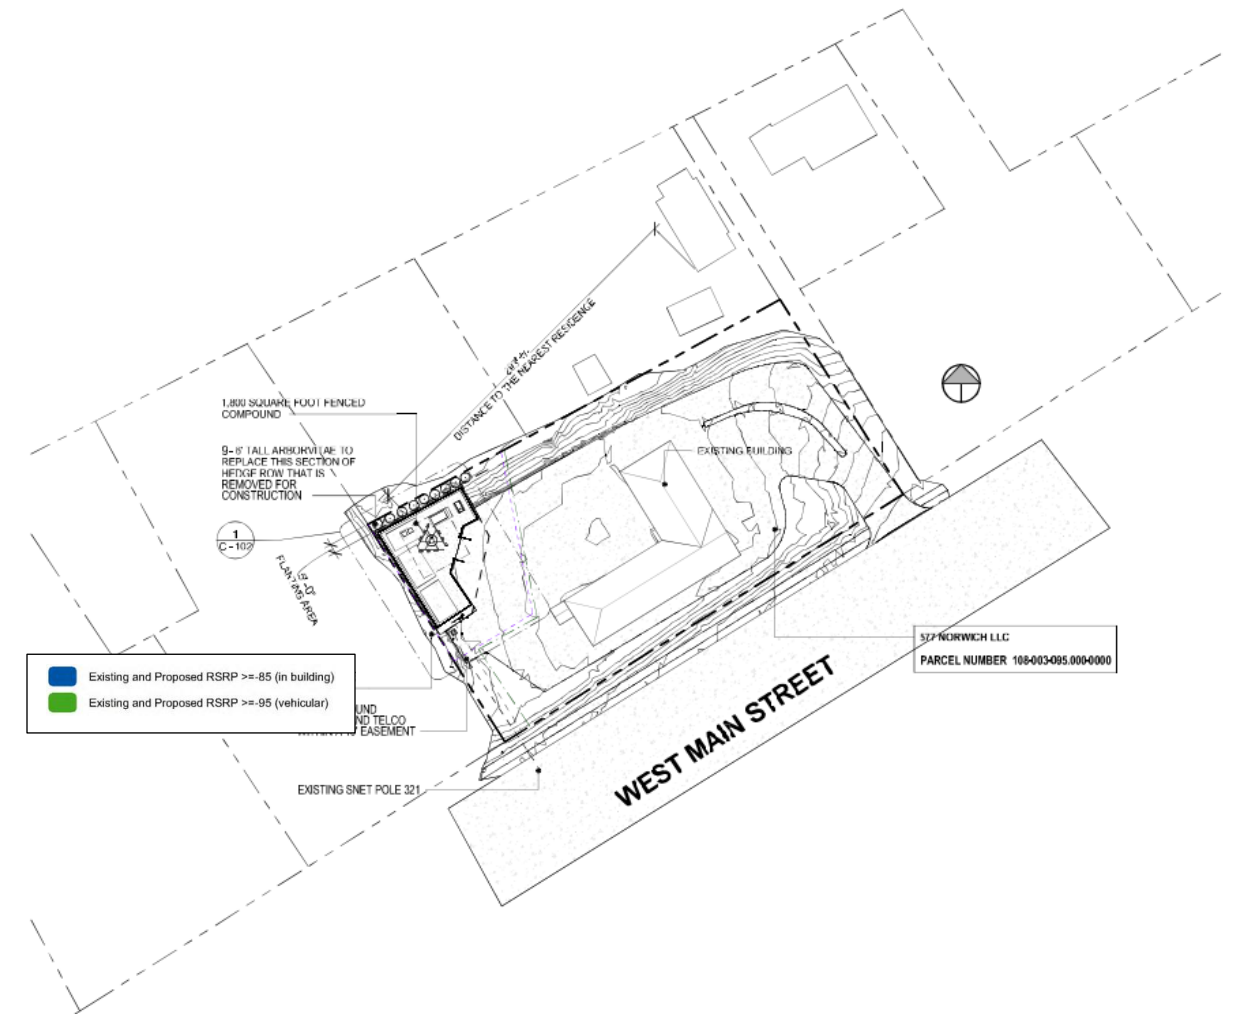 DISTANCE TO THE NEAREST RESIDENCE
1,800 SQUARE FOOT FENCED
COMPOUND
9- 6' TALL ARBORVITAE TO
REPLACE THIS SECTION OF
HEDGE ROW THAT IS
REMOVED FOR
CONSTRUCTION
EXISTING BUILDING
1
C-102
PLANTING AREA
577 NORWICH LLC
PARCEL NUMBER 108-003-095.000-0000
Existing and Proposed RSRP >=-85 (in building)
Existing and Proposed RSRP >=-95 (vehicular)
UND
ND TELCO
EASEMENT
WEST MAIN STREET
EXISTING SNET POLE 321